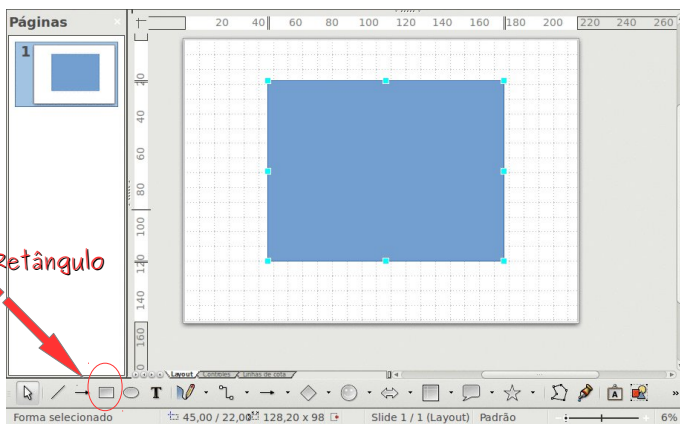 Páginas
20 40 60 80 100 120 140 160 180 200 220 240 260
1
20
40
60
80
100
120
140
160
Retângulo
Layout Controles Linhas de cota
T
A
»
Forma selecionado 45,00 / 22,00 128,20 x 98 Slide 1 / 1 (Layout) Padrão 6%